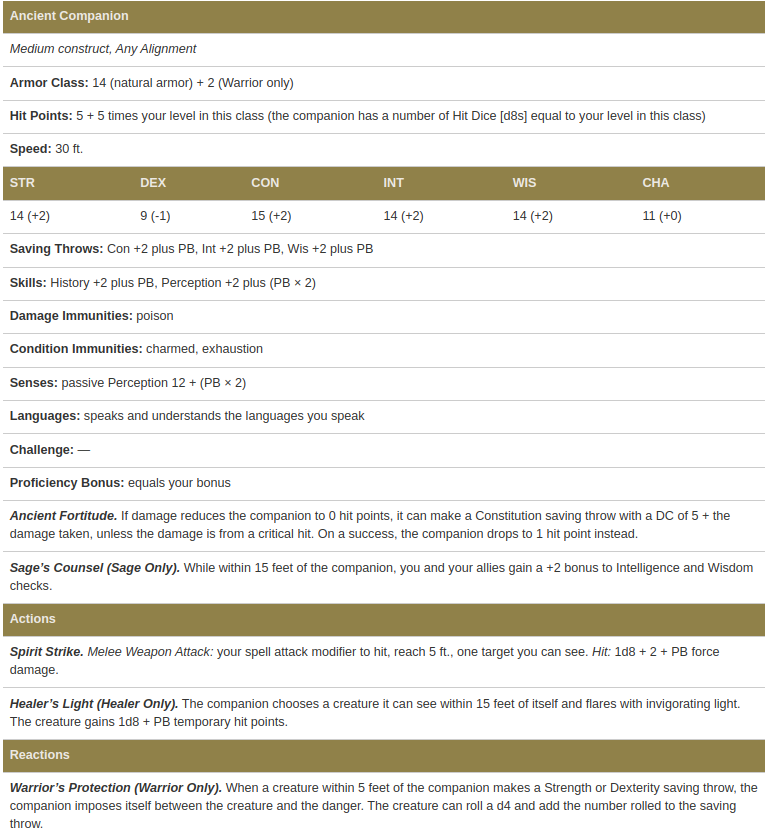 Ancient Companion
Medium construct, Any Alignment
Armor Class: 14 (natural armor) + 2 (Warrior only)
Hit Points: 5 + 5 times your level in this class (the companion has a number of Hit Dice [d8s] equal to your level in this class)
Speed: 30 ft.
STR DEX CON INT WIS CHA
14 (+2) 9 (-1) 15 (+2) 14 (+2) 14 (+2) 11 (+0)
Saving Throws: Con +2 plus PB, Int +2 plus PB, Wis +2 plus PB
Skills: History +2 plus PB, Perception +2 plus (PB × 2)
Damage Immunities: poison
Condition Immunities: charmed, exhaustion
Senses: passive Perception 12 + (PB × 2)
Languages: speaks and understands the languages you speak
Challenge: —
Proficiency Bonus: equals your bonus
Ancient Fortitude. If damage reduces the companion to 0 hit points, it can make a Constitution saving throw with a DC of 5 + the
damage taken, unless the damage is from a critical hit. On a success, the companion drops to 1 hit point instead.
Sage's Counsel (Sage Only). While within 15 feet of the companion, you and your allies gain a +2 bonus to Intelligence and Wisdom
checks.
Actions
Spirit Strike. Melee Weapon Attack: your spell attack modifier to hit, reach 5 ft., one target you can see. Hit: 1d8 + 2 + PB force
damage.
Healer's Light (Healer Only). The companion chooses a creature it can see within 15 feet of itself and flares with invigorating light.
The creature gains 1d8 + PB temporary hit points.
Reactions
Warrior's Protection (Warrior Only). When a creature within 5 feet of the companion makes a Strength or Dexterity saving throw, the
companion imposes itself between the creature and the danger. The creature can roll a d4 and add the number rolled to the saving
throw.